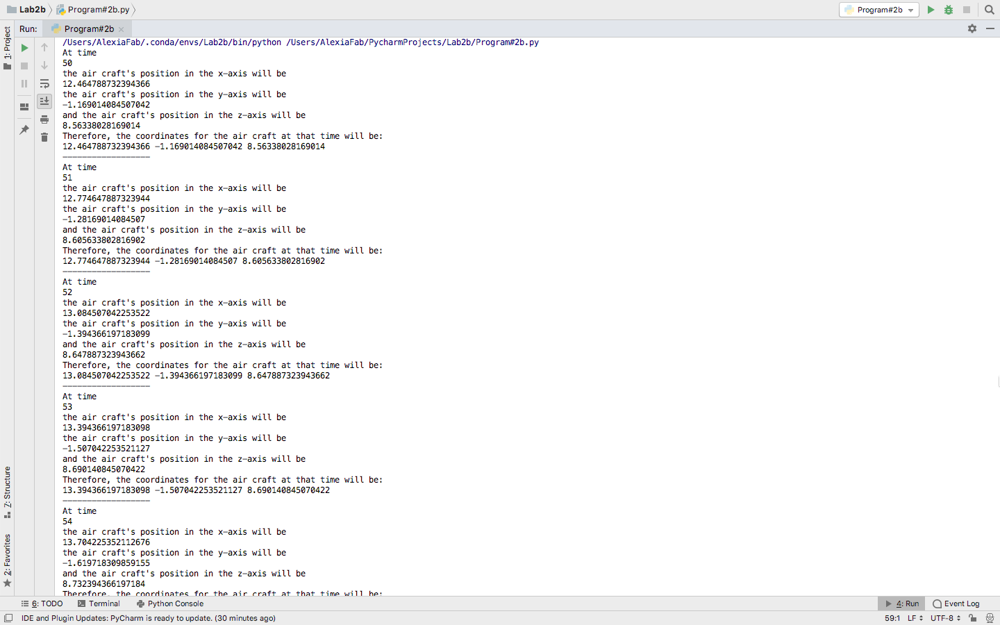 Lab2b Program#2b.py Program#2b
Run: Program#2b
1: Project
/Users/AlexiaFab/.conda/envs/Lab2b/bin/python /Users/AlexiaFab/PycharmProjects/Lab2b/Program#2b.py
At time
50
the air craft's position in the x-axis will be
12.464788732394366
the air craft's position in the y-axis will be
-1.169014084507042
and the air craft's position in the z-axis will be
8.56338028169014
Therefore, the coordinates for the air craft at that time will be:
12.464788732394366 -1.169014084507042 8.56338028169014
------------------
At time
51
the air craft's position in the x-axis will be
12.774647887323944
the air craft's position in the y-axis will be
-1.28169014084507
and the air craft's position in the z-axis will be
8.605633802816902
Therefore, the coordinates for the air craft at that time will be:
12.774647887323944 -1.28169014084507 8.605633802816902
------------------
At time
52
the air craft's position in the x-axis will be
13.084507042253522
the air craft's position in the y-axis will be
-1.394366197183099
and the air craft's position in the z-axis will be
8.647887323943662
Therefore, the coordinates for the air craft at that time will be:
13.084507042253522 -1.394366197183099 8.647887323943662
------------------
At time
53
the air craft's position in the x-axis will be
13.394366197183098
the air craft's position in the y-axis will be
-1.507042253521127
and the air craft's position in the z-axis will be
8.690140845070422
Therefore, the coordinates for the air craft at that time will be:
13.394366197183098 -1.507042253521127 8.690140845070422
------------------
At time
54
the air craft's position in the x-axis will be
13.704225352112676
the air craft's position in the y-axis will be
-1.619718309859155
and the air craft's position in the z-axis will be
8.732394366197184
Therefore, the coordinates for the air craft at that time will be:
7: Structure
2: Favorites
6: TODO Terminal Python Console 4: Run Event Log
IDE and Plugin Updates: PyCharm is ready to update. (30 minutes ago) 59:1 LF UTF-8